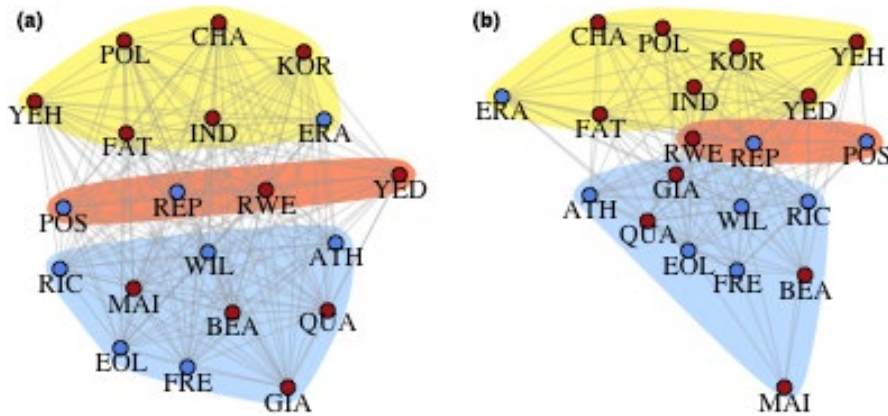 (a)
CHA
POL
KOR
YEH
FAT
IND
ERA
POS
REP
RWE
YED
RIC
WIL
ATH
MAI
BEA
QUA
EOL
FRE
GIA
(b)
CHA
POL
KOR
YEH
ERA
IND
YED
FAT
RWE
REP
POS
GIA
ATH
WIL
RIC
QUA
EOL
FRE
BEA
MAI